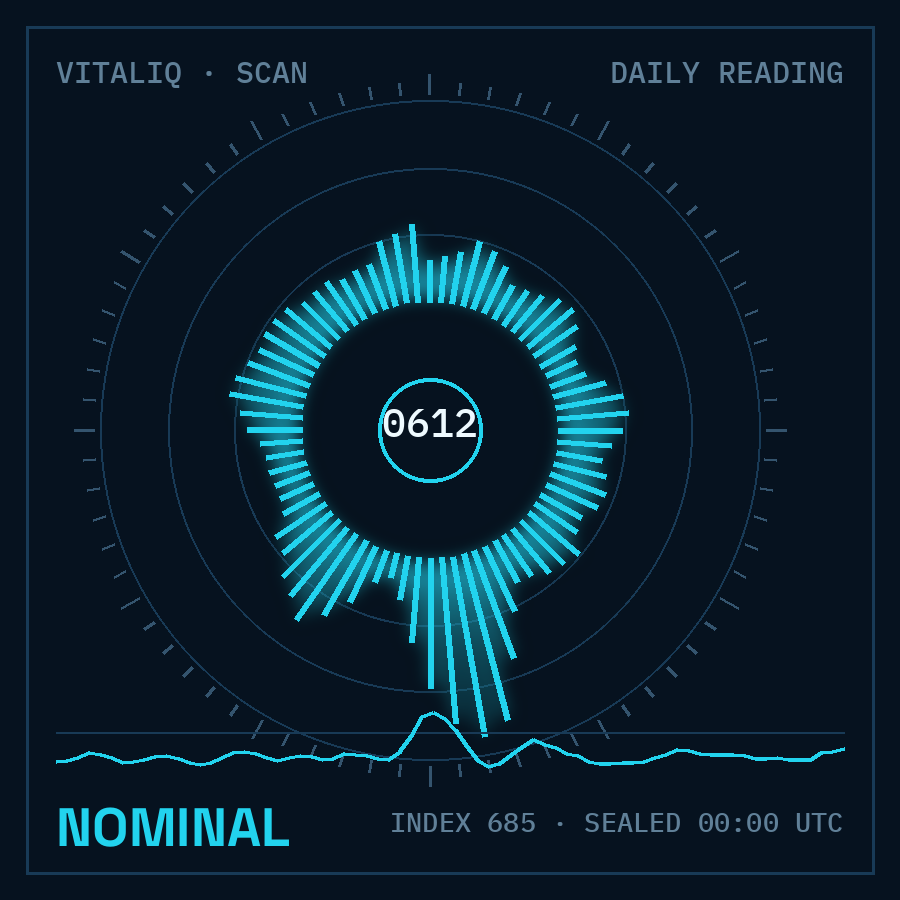 VITALIQ · SCAN
DAILY READING
0612
NOMINAL
INDEX 685 · SEALED 00:00 UTC